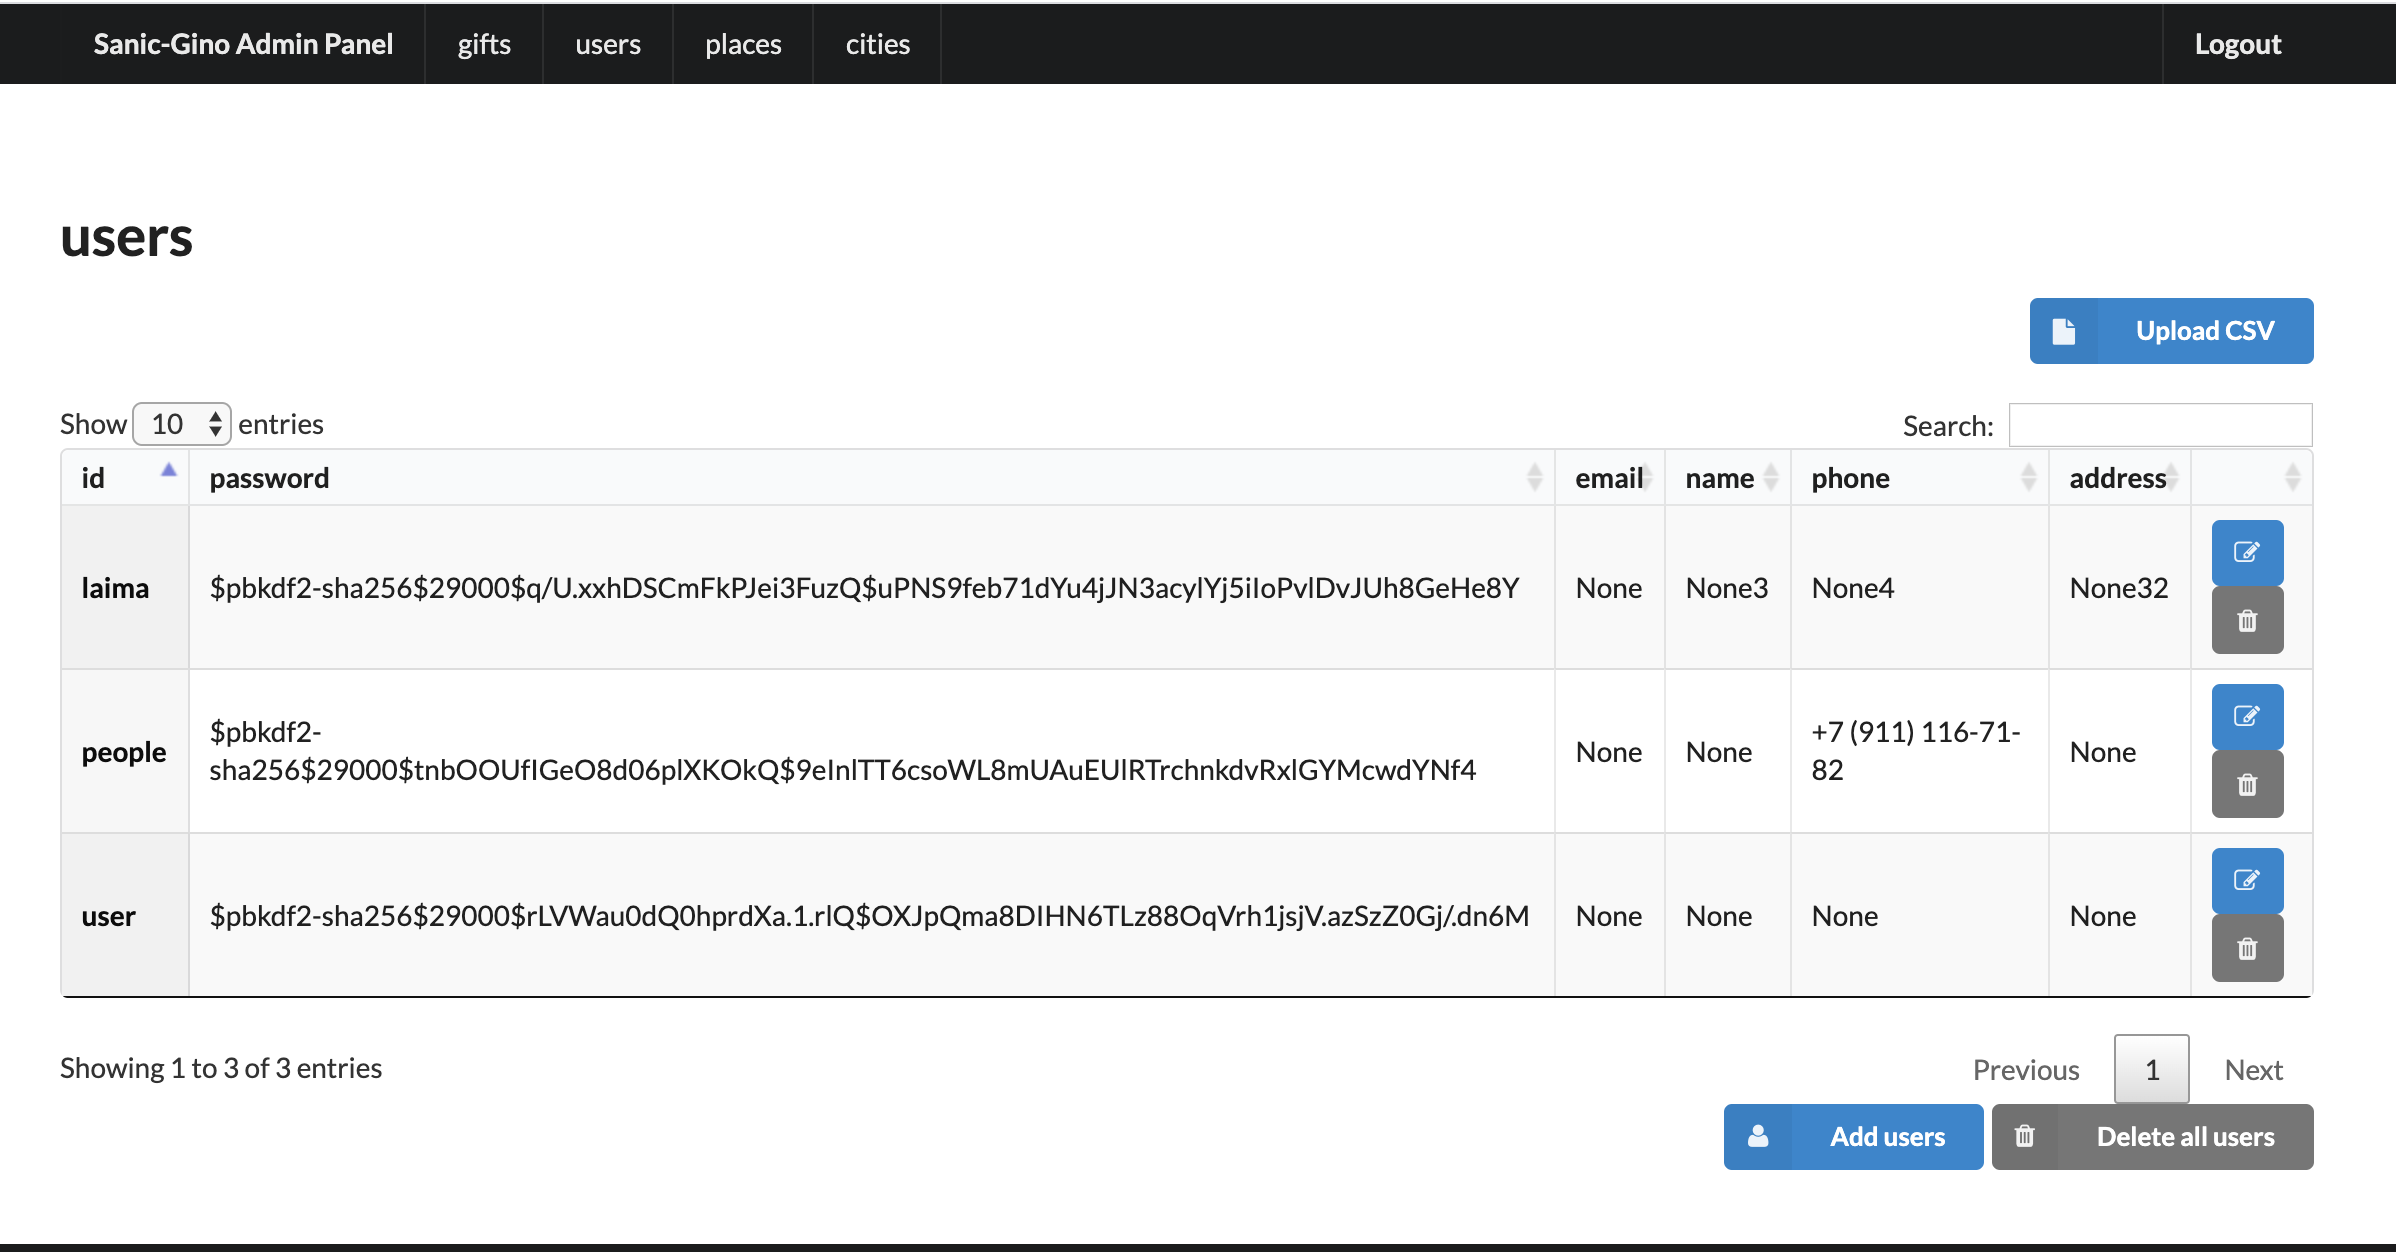 Sanic-Gino Admin Panel gifts users places cities Logout
users
Upload CSV
Show 10 entries Search:
id password email name phone address
laima $pbkdf2-sha256$29000$q/U.xxhDSCmFkPJei3FuzQ$uPNS9feb71dYu4jJN3acylYj5iIoPvlDvJUh8GeHe8Y None None3 None4 None32
people $pbkdf2-
sha256$29000$tnbOOUfIGeO8d06plXKOkQ$9eInlTT6csoWL8mUAuEUlRTrchnkdvRxlGYMcwdYNf4 None None +7 (911) 116-71-
82 None
user $pbkdf2-sha256$29000$rLVWau0dQ0hprdXa.1.rlQ$OXJpQma8DIHN6TLz88OqVrh1jsjV.azSzZ0Gj/.dn6M None None None None
Showing 1 to 3 of 3 entries Previous 1 Next
Add users Delete all users